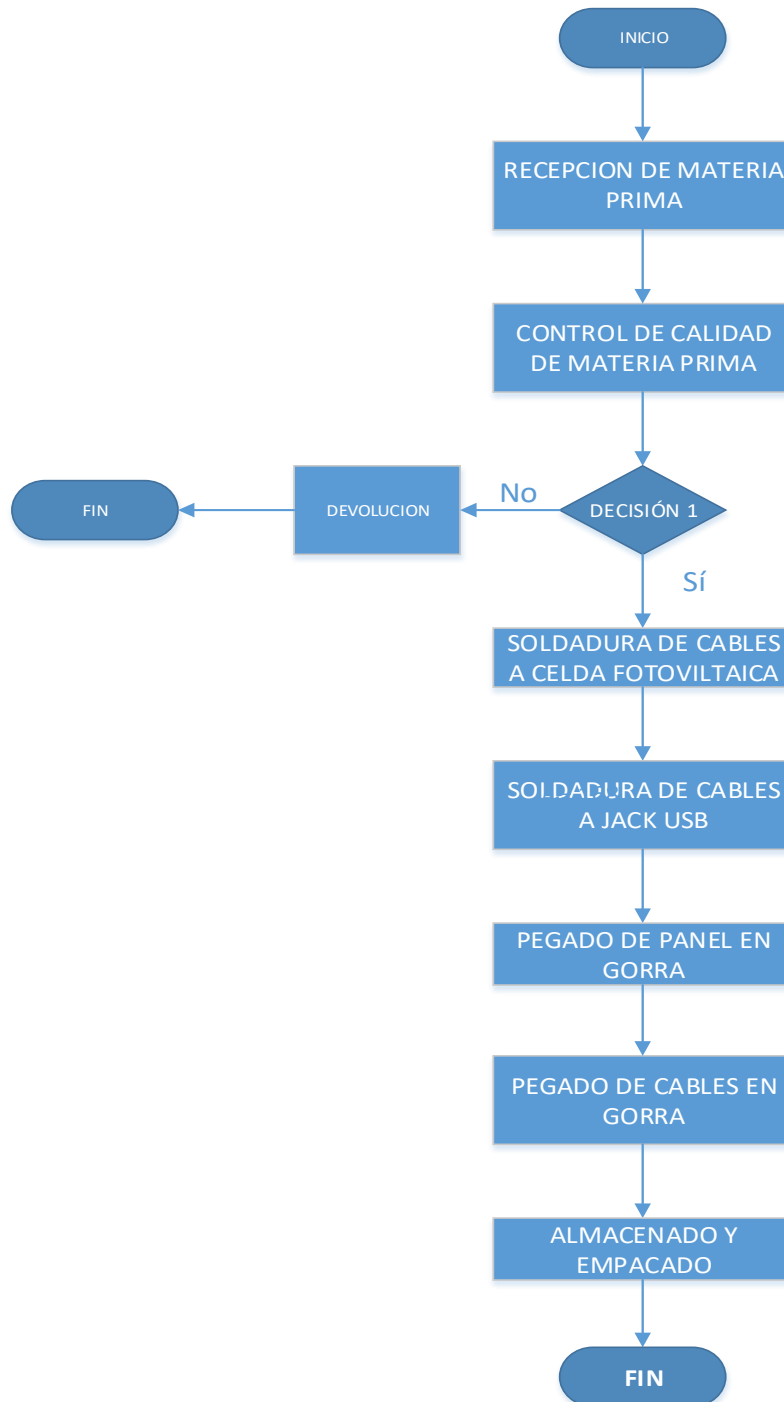 INICIO
RECEPCION DE MATERIA
PRIMA
CONTROL DE CALIDAD
DE MATERIA PRIMA
DECISIÓN 1
No
DEVOLUCION
FIN
Sí
SOLDADURA DE CABLES
A CELDA FOTOVILTAICA
SOLDADURA DE CABLES
A JACK USB
PEGADO DE PANEL EN
GORRA
PEGADO DE CABLES EN
GORRA
ALMACENADO Y
EMPACADO
FIN